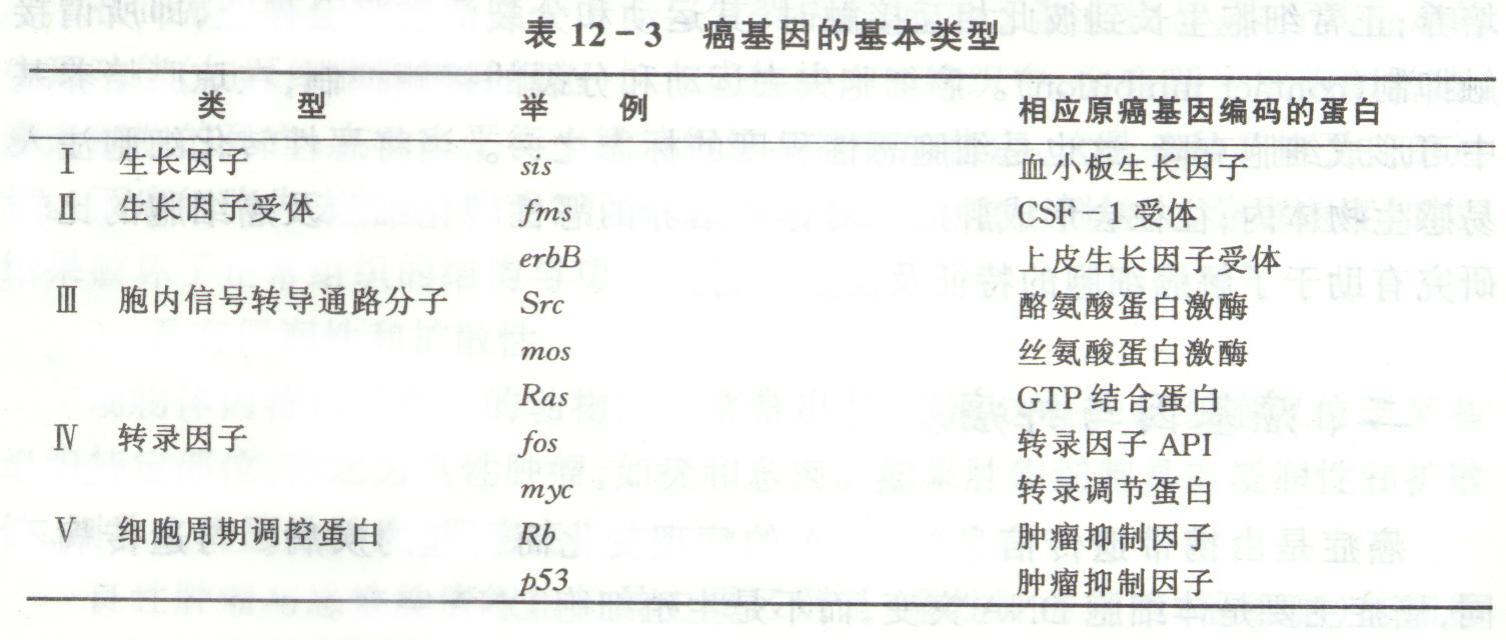 表 12-3 癌基因的基本类型
类 型 举 例 相应原癌基因编码的蛋白
Ⅰ 生长因子 sis 血小板生长因子
Ⅱ 生长因子受体 fms CSF-1 受体
erbB 上皮生长因子受体
Ⅲ 胞内信号转导通路分子 Src 酪氨酸蛋白激酶
mos 丝氨酸蛋白激酶
Ras GTP 结合蛋白
Ⅳ 转录因子 fos 转录因子 API
myc 转录调节蛋白
Ⅴ 细胞周期调控蛋白 Rb 肿瘤抑制因子
p53 肿瘤抑制因子